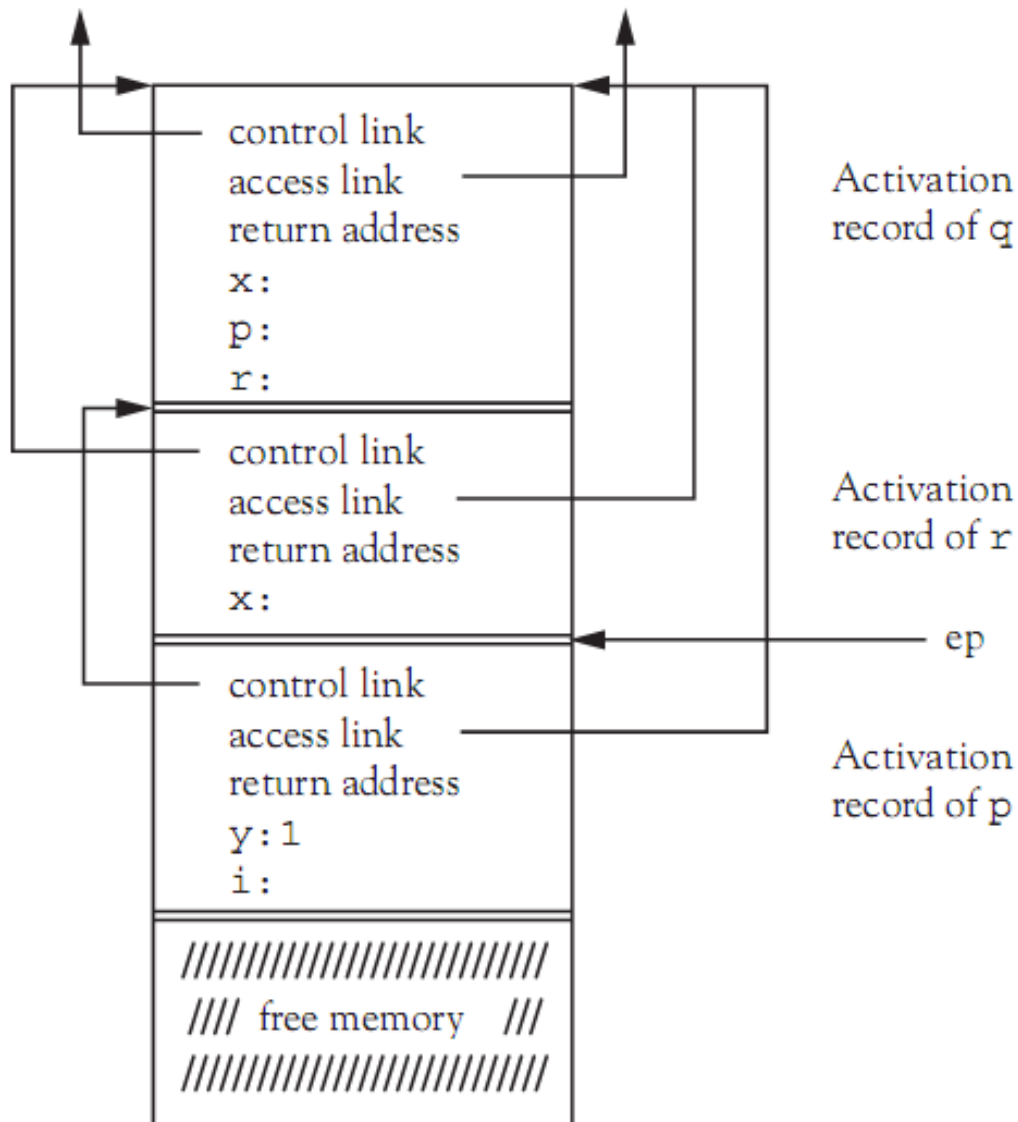 control link
access link
return address
x:
p:
r:
Activation
record of q
control link
access link
return address
x:
Activation
record of r
ep
control link
access link
return address
y:1
i:
Activation
record of p
free memory